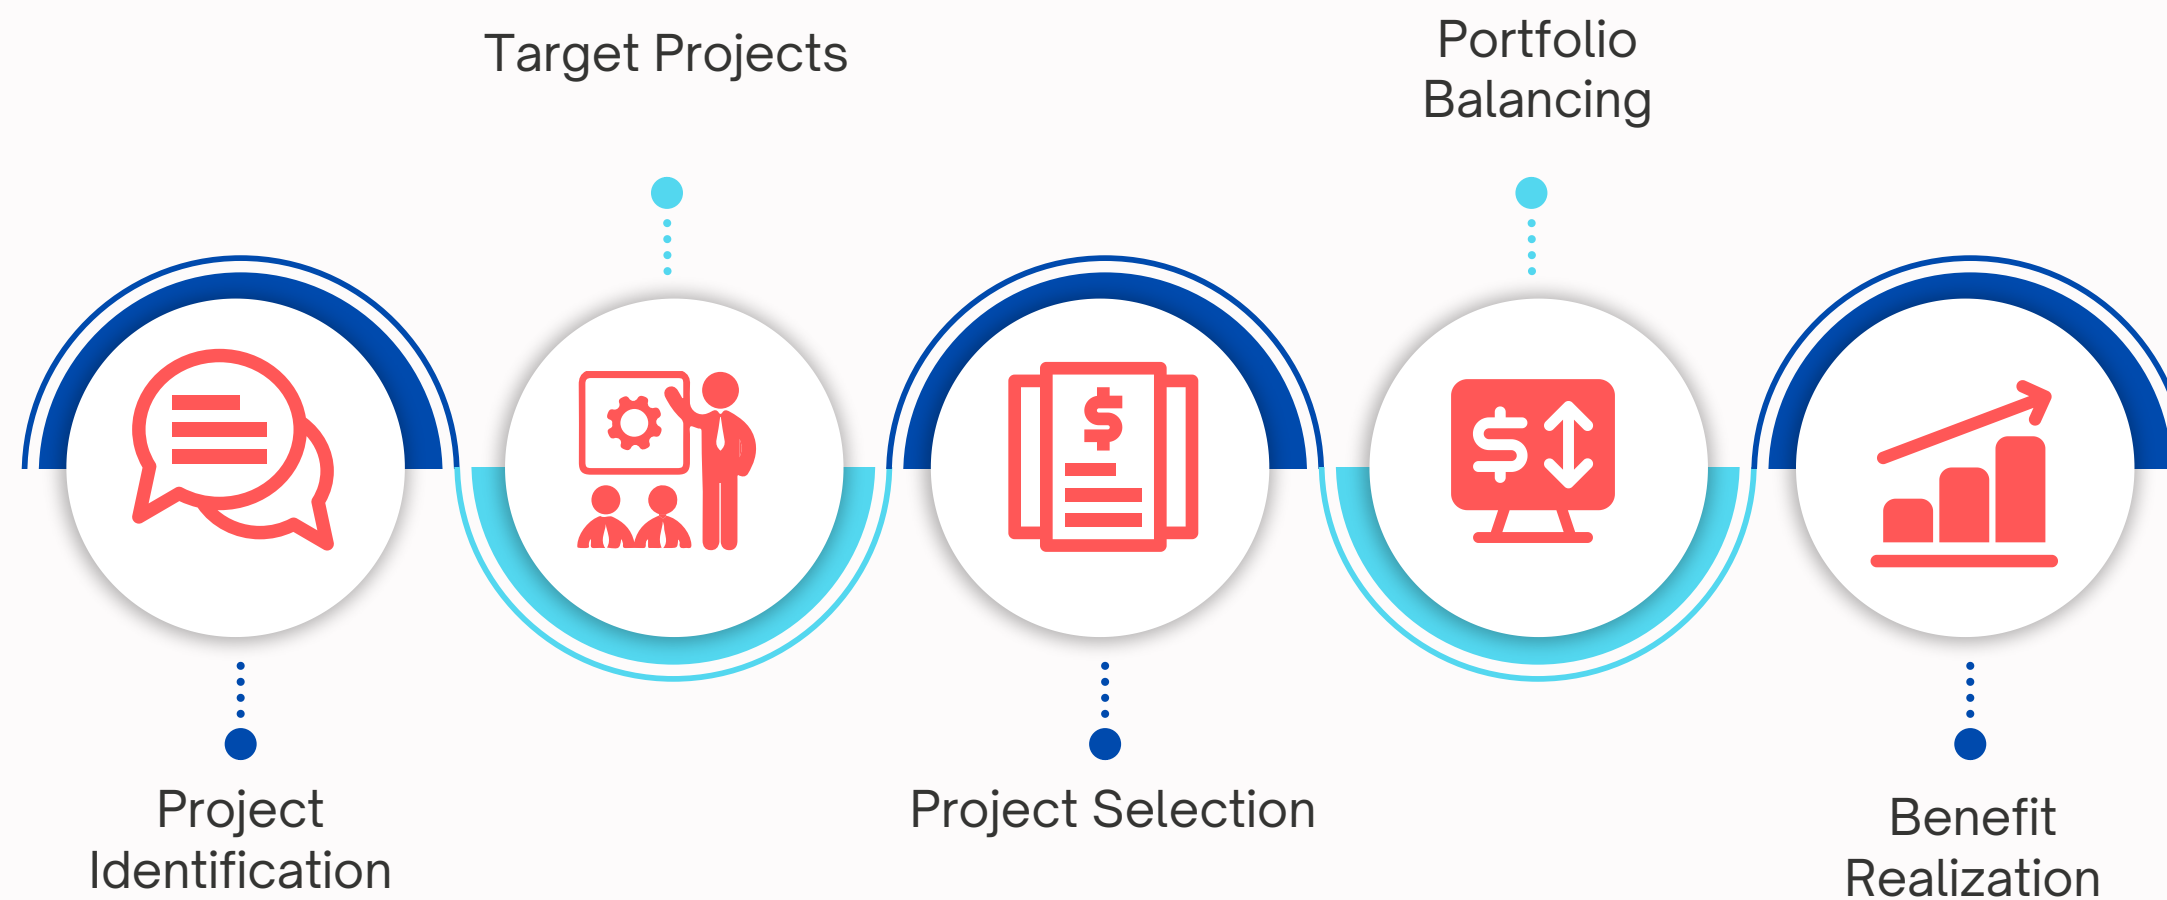 Target Projects
Portfolio
Balancing
$
$
Project
Identification
Project Selection
Benefit
Realization